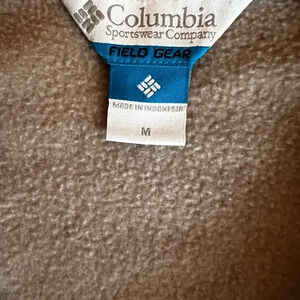 Columbia
Sportswear Company
FIELD GEAR
MADE IN INDONESIA
M